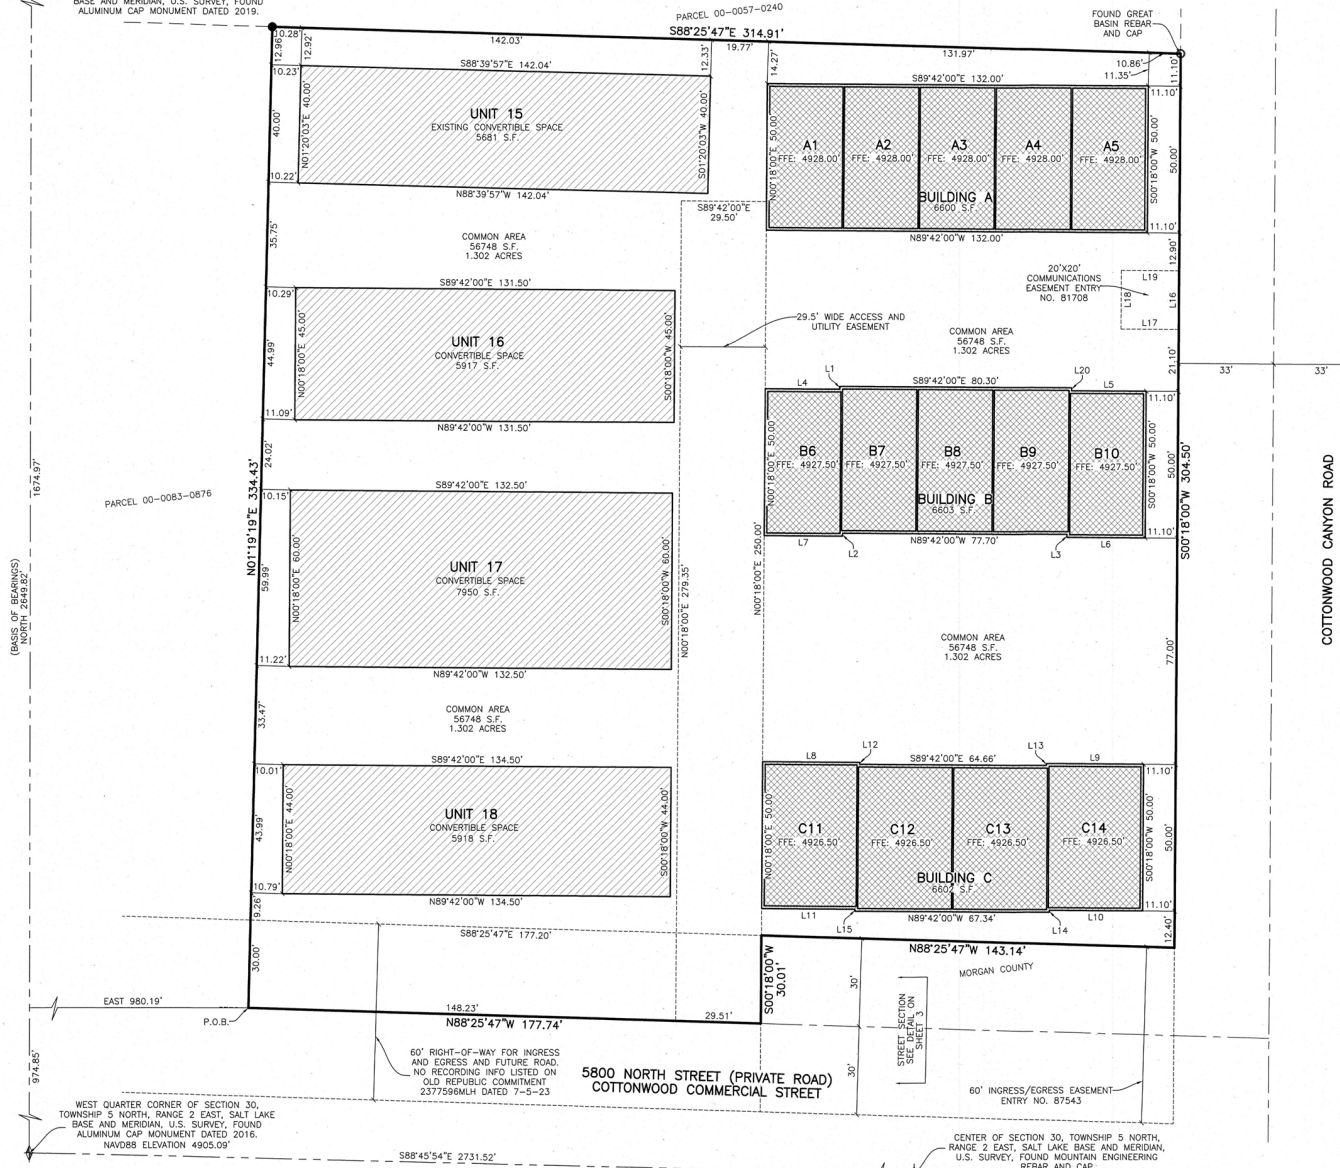 BASE AND MERIDIAN, U.S. SURVEY, FOUND
ALUMINUM CAP MONUMENT DATED 2019.
PARCEL 00-0057-0240
S88°25'47"E 314.91'
FOUND GREAT
BASIN REBAR
AND CAP
10.28'
142.03'
19.77'
131.97'
10.86'
11.35'
11.10'
12.96'
12.92'
12.33'
14.27'
10.23'
S88°39'57"E 142.04'
S89°42'00"E 132.00'
11.10'
40.00'
N01°20'03"E 40.00'
UNIT 15
EXISTING CONVERTIBLE SPACE
5681 S.F.
S01°20'03"W 40.00'
N00°18'00"E 50.00'
A1
FFE: 4928.00'
A2
FFE: 4928.00'
A3
FFE: 4928.00'
A4
FFE: 4928.00'
A5
FFE: 4928.00'
BUILDING A
6600 S.F.
S00°18'00"W 50.00'
50.00'
10.22'
N88°39'57"W 142.04'
S89°42'00"E
29.50'
N89°42'00"W 132.00'
11.10'
35.75'
COMMON AREA
56748 S.F.
1.302 ACRES
12.90'
20'X20'
COMMUNICATIONS
EASEMENT ENTRY
NO. 81708
L19
L18
L16
L17
S89°42'00"E 131.50'
10.29'
44.99'
N00°18'00"E 45.00'
UNIT 16
CONVERTIBLE SPACE
5917 S.F.
S00°18'00"W 45.00'
29.5' WIDE ACCESS AND
UTILITY EASEMENT
COMMON AREA
56748 S.F.
1.302 ACRES
21.10'
33'
33'
11.09'
N89°42'00"W 131.50'
L1
L4
S89°42'00"E 80.30'
L20
L5
11.10'
24.02'
N00°18'00"E 50.00'
B6
FFE: 4927.50'
B7
FFE: 4927.50'
B8
FFE: 4927.50'
B9
FFE: 4927.50'
B10
FFE: 4927.50'
BUILDING B
6603 S.F.
S00°18'00"W 50.00'
50.00'
S00°18'00"W 304.50'
COTTONWOOD CANYON ROAD
1674.97'
PARCEL 00-0083-0876
N01°19'19"E 334.43'
10.15'
S89°42'00"E 132.50'
L7
L2
N89°42'00"W 77.70'
L3
L6
11.10'
59.99'
N00°18'00"E 60.00'
UNIT 17
CONVERTIBLE SPACE
7950 S.F.
S00°18'00"W 60.00'
N00°18'00"E 279.35'
N00°18'00"E 250.00'
(BASIS OF BEARINGS)
NORTH 2649.82'
COMMON AREA
56748 S.F.
1.302 ACRES
77.00'
11.22'
N89°42'00"W 132.50'
33.47'
COMMON AREA
56748 S.F.
1.302 ACRES
S89°42'00"E 134.50'
10.01'
L8
L12
S89°42'00"E 64.66'
L13
L9
11.10'
43.99'
N00°18'00"E 44.00'
UNIT 18
CONVERTIBLE SPACE
5918 S.F.
S00°18'00"W 44.00'
N00°18'00"E 50.00'
C11
FFE: 4926.50'
C12
FFE: 4926.50'
C13
FFE: 4926.50'
C14
FFE: 4926.50'
BUILDING C
S.F.
S00°18'00"W 50.00'
50.00'
10.79'
N89°42'00"W 134.50'
9.26'
L11
L15
N89°42'00"W 67.34'
L14
L10
11.10'
12.40'
S88°25'47"E 177.20'
N88°25'47"W 143.14'
MORGAN COUNTY
30.00'
S00°18'00"W
30.01'
30'
STREET SECTION
SEE DETAIL ON
SHEET 3
EAST 980.19'
P.O.B.
148.23'
29.51'
N88°25'47"W 177.74'
974.85'
60' RIGHT-OF-WAY FOR INGRESS
AND EGRESS AND FUTURE ROAD.
NO RECORDING INFO LISTED ON
OLD REPUBLIC COMMITMENT
2377596MLH DATED 7-5-23
5800 NORTH STREET (PRIVATE ROAD)
COTTONWOOD COMMERCIAL STREET
30'
60' INGRESS/EGRESS EASEMENT
ENTRY NO. 87543
WEST QUARTER CORNER OF SECTION 30,
TOWNSHIP 5 NORTH, RANGE 2 EAST, SALT LAKE
BASE AND MERIDIAN, U.S. SURVEY, FOUND
ALUMINUM CAP MONUMENT DATED 2016.
NAVD88 ELEVATION 4905.09'
S88°45'54"E 2731.52'
CENTER OF SECTION 30, TOWNSHIP 5 NORTH,
RANGE 2 EAST, SALT LAKE BASE AND MERIDIAN,
U.S. SURVEY, FOUND MOUNTAIN ENGINEERING
REBAR AND CAP